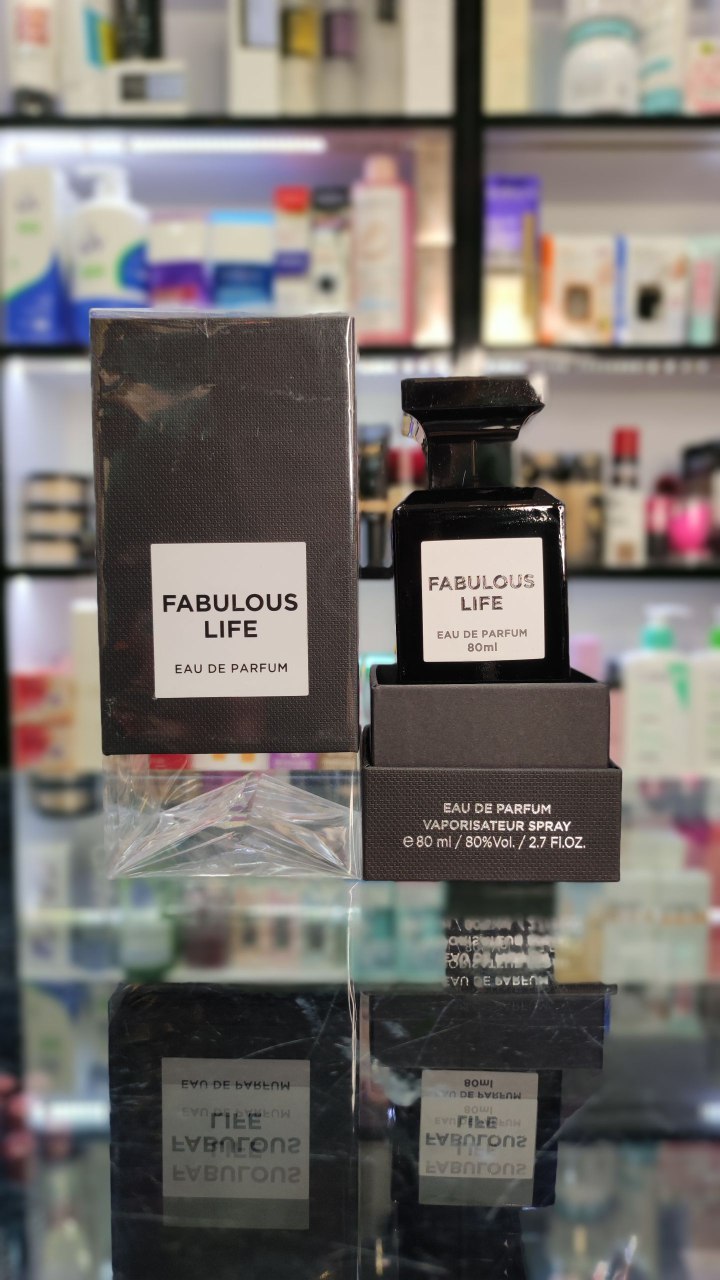 FABULOUS
LIFE
EAU DE PARFUM
FABULOUS
LIFE
EAU DE PARFUM
80ml
EAU DE PARFUM
VAPORISATEUR SPRAY
℮ 80 ml / 80%Vol. / 2.7 Fl.OZ.